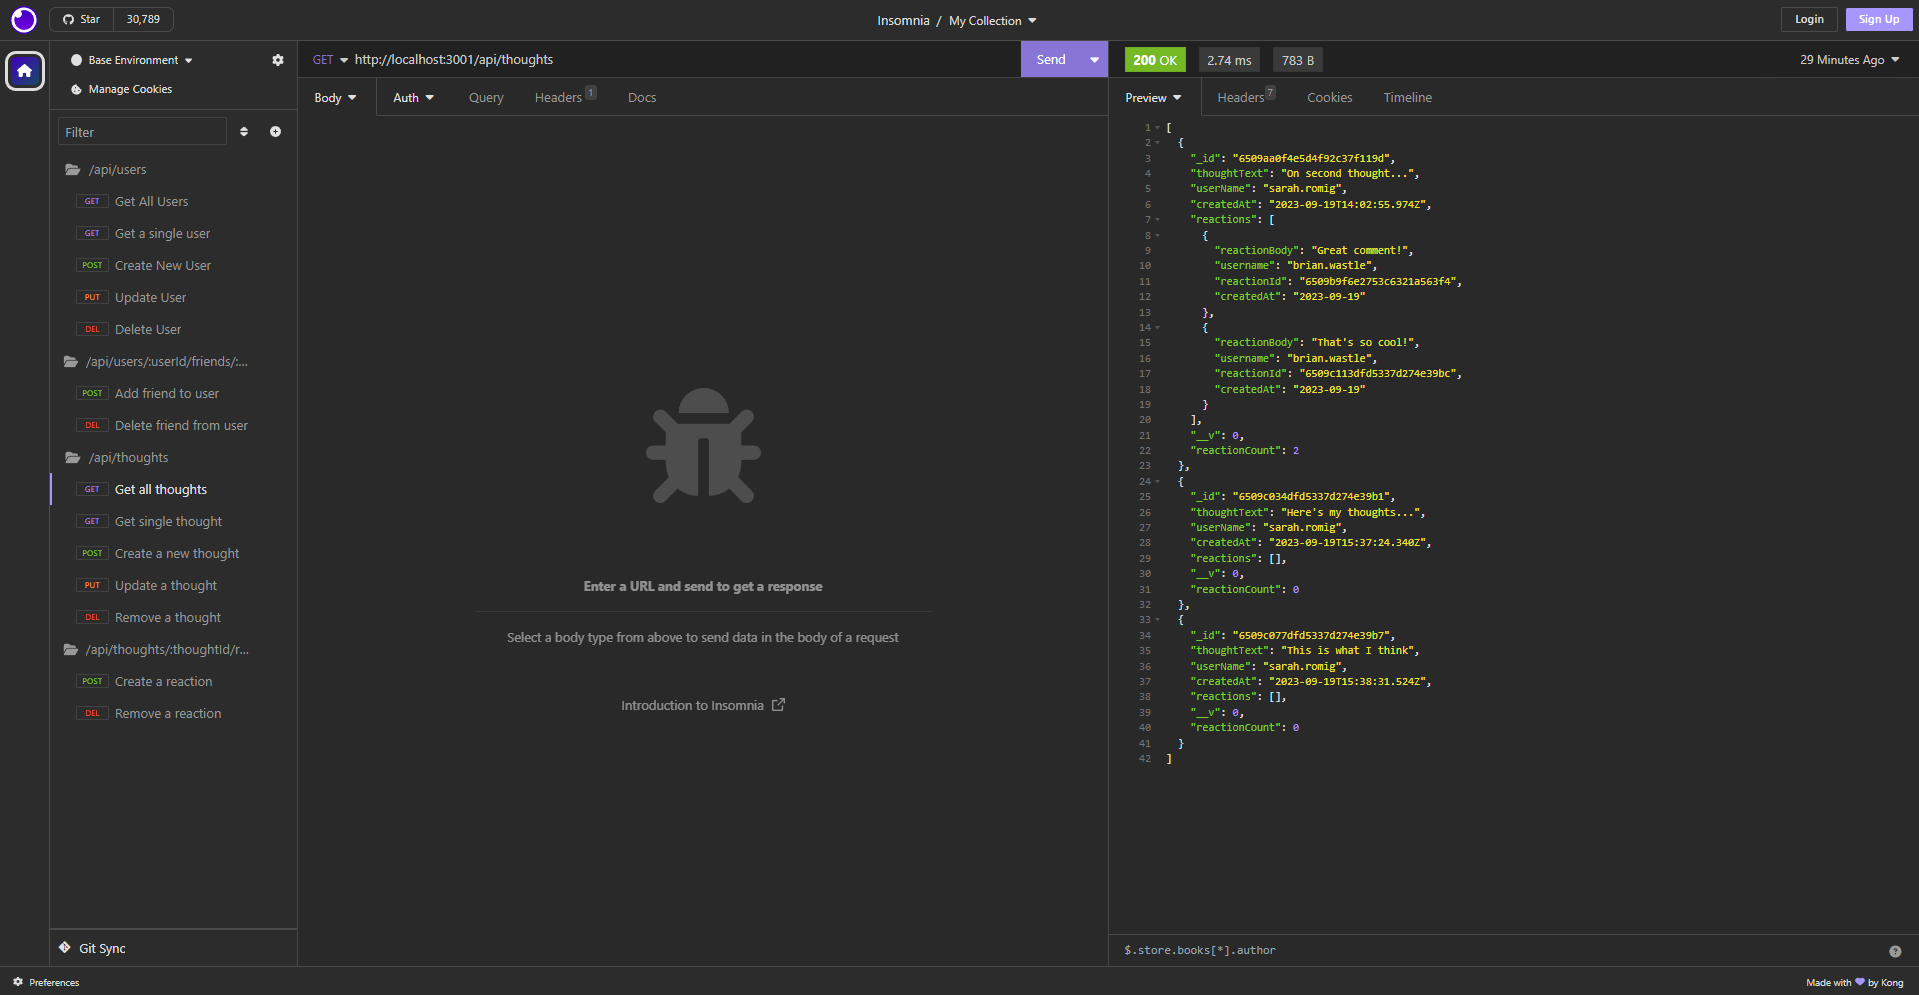 Star 30,789
Insomnia / My Collection
Login Sign Up
Base Environment
Manage Cookies
Filter
/api/users
GET Get All Users
GET Get a single user
POST Create New User
PUT Update User
DEL Delete User
/api/users/:userId/friends/:...
POST Add friend to user
DEL Delete friend from user
/api/thoughts
GET Get all thoughts
GET Get single thought
POST Create a new thought
PUT Update a thought
DEL Remove a thought
/api/thoughts/:thoughtId/r...
POST Create a reaction
DEL Remove a reaction
Git Sync
Preferences
GET http://localhost:3001/api/thoughts Send
Body Auth Query Headers 1 Docs
Enter a URL and send to get a response
Select a body type from above to send data in the body of a request
Introduction to Insomnia
200 OK 2.74 ms 783 B 29 Minutes Ago
Preview Headers 7 Cookies Timeline
1 [
2 {
3 "_id": "6509aa0f4e5d4f92c37f119d",
4 "thoughtText": "On second thought...",
5 "userName": "sarah.romig",
6 "createdAt": "2023-09-19T14:02:55.974Z",
7 "reactions": [
8 {
9 "reactionBody": "Great comment!",
10 "username": "brian.wastle",
11 "reactionId": "6509b9f6e2753c6321a563f4",
12 "createdAt": "2023-09-19"
13 },
14 {
15 "reactionBody": "That's so cool!",
16 "username": "brian.wastle",
17 "reactionId": "6509c113dfd5337d274e39bc",
18 "createdAt": "2023-09-19"
19 }
20 ],
21 "__v": 0,
22 "reactionCount": 2
23 },
24 {
25 "_id": "6509c034dfd5337d274e39b1",
26 "thoughtText": "Here's my thoughts...",
27 "userName": "sarah.romig",
28 "createdAt": "2023-09-19T15:37:24.340Z",
29 "reactions": [],
30 "__v": 0,
31 "reactionCount": 0
32 },
33 {
34 "_id": "6509c077dfd5337d274e39b7",
35 "thoughtText": "This is what I think",
36 "userName": "sarah.romig",
37 "createdAt": "2023-09-19T15:38:31.524Z",
38 "reactions": [],
39 "__v": 0,
40 "reactionCount": 0
41 }
42 ]
$.store.books[*].author
Made with 💜 by Kong